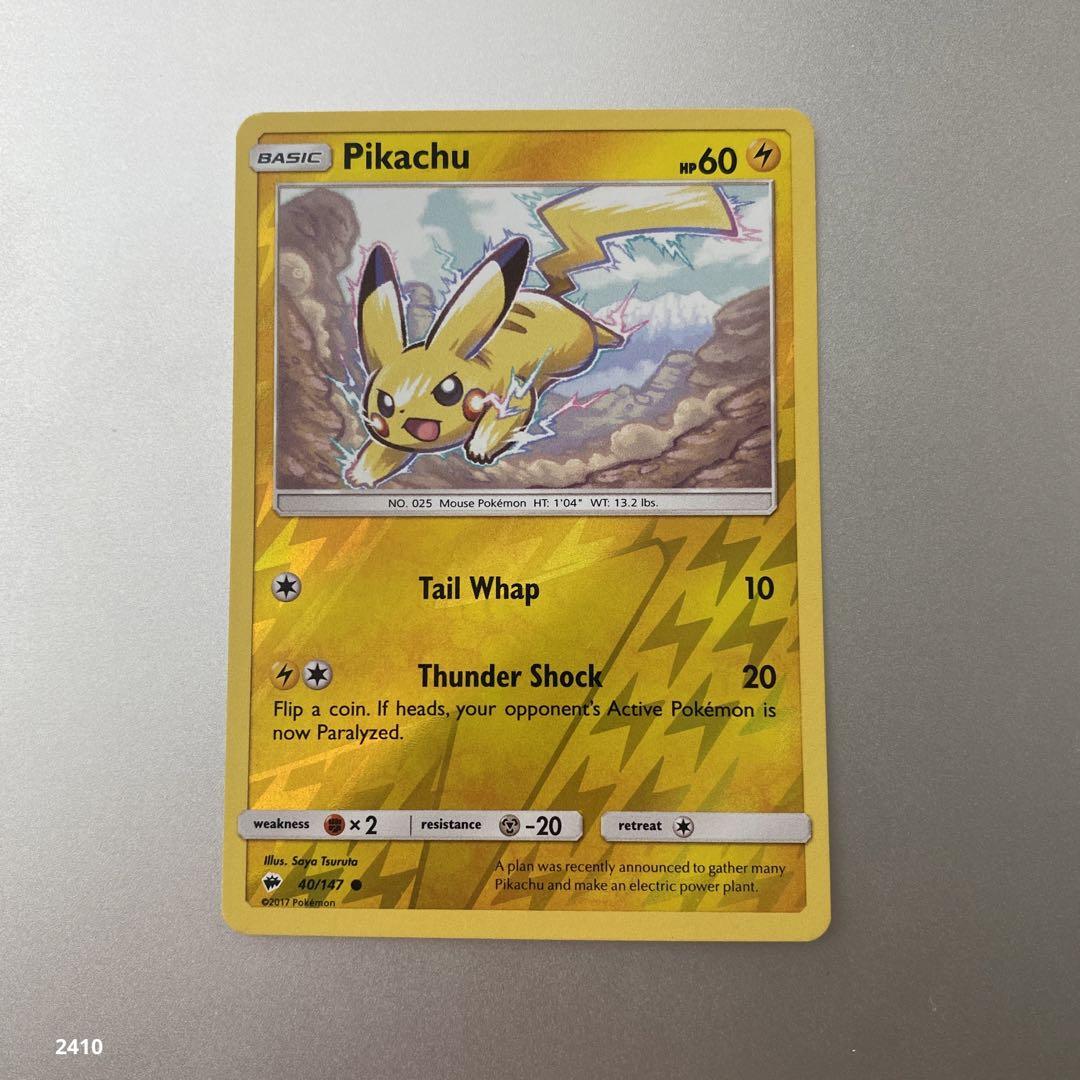 BASIC Pikachu HP60
NO. 025 Mouse Pokémon HT: 1'04" WT: 13.2 lbs.
Tail Whap 10
Thunder Shock 20
Flip a coin. If heads, your opponent's Active Pokémon is
now Paralyzed.
weakness ×2 resistance -20 retreat
Illus. Saya Tsuruta
A plan was recently announced to gather many
40/147
Pikachu and make an electric power plant.
©2017 Pokémon
2410